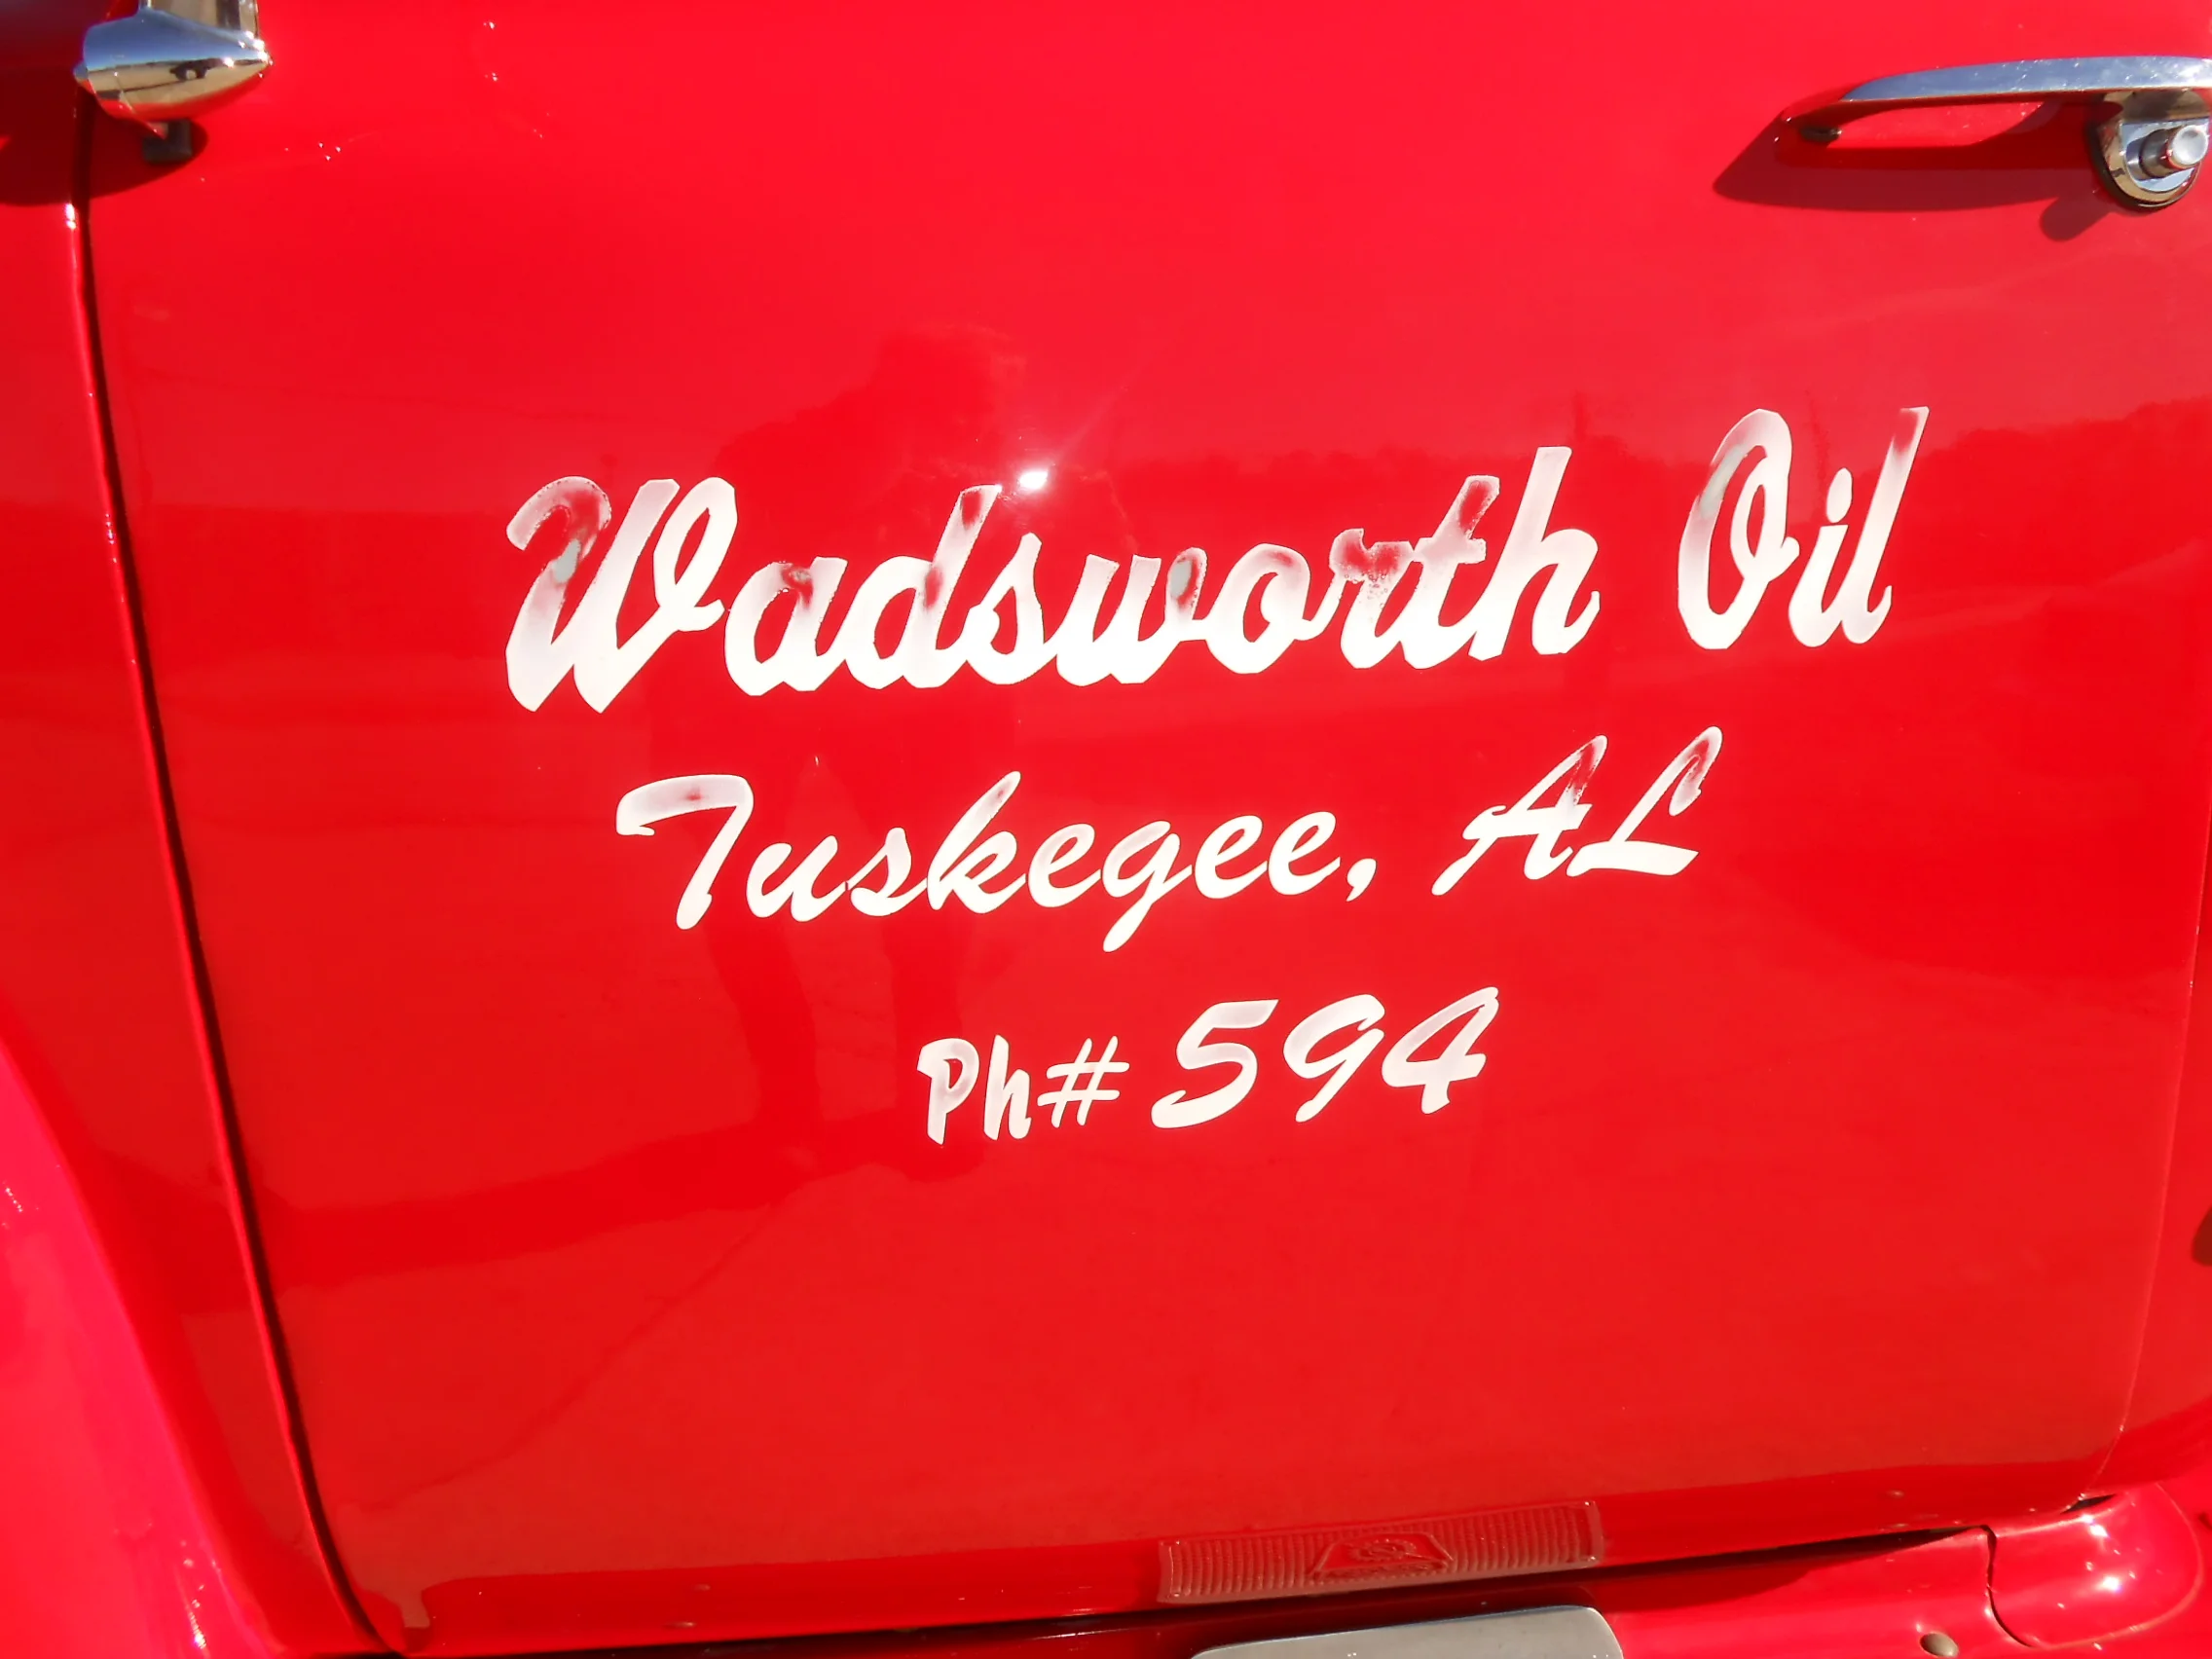 Wadsworth Oil
Tuskegee, AL
Ph# 594